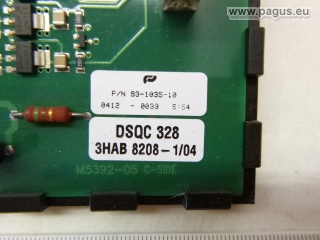 www.pagus.eu
P/N 93-1035-10
0412 - 0039 S:54
DSQC 328
3HAB 8208-1/04
M5392-05 C-SIDE